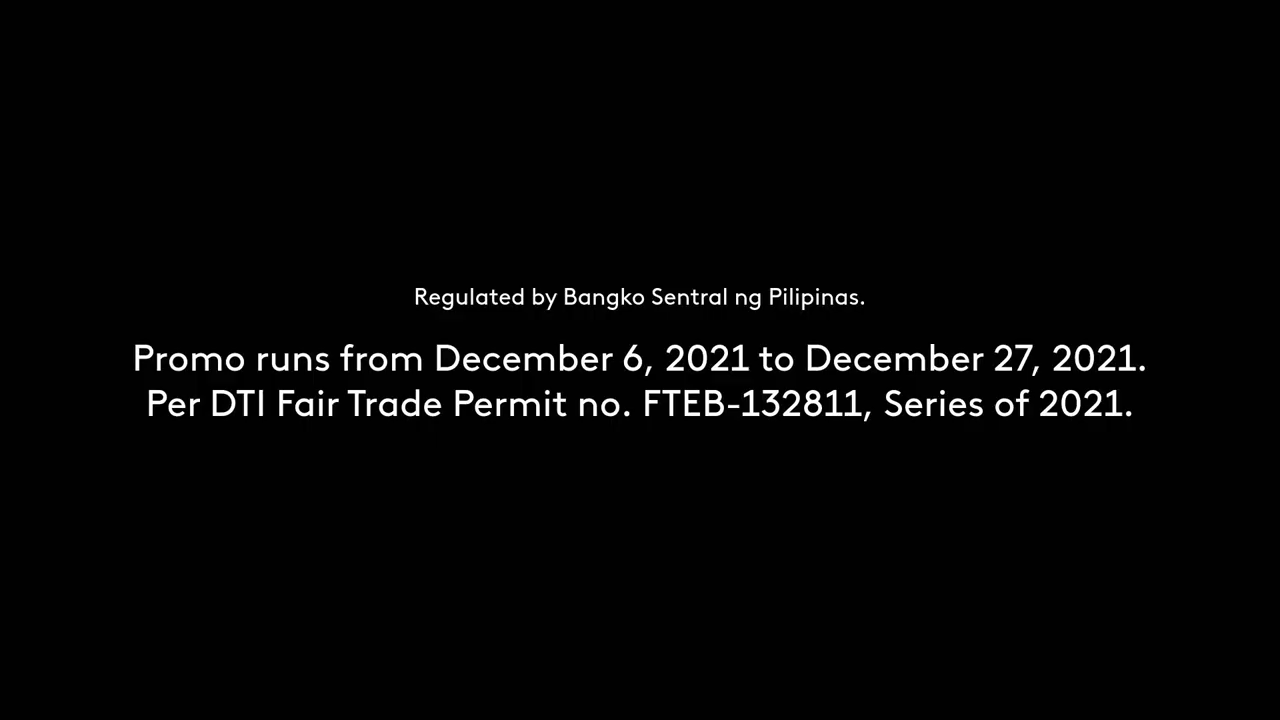 Regulated by Bangko Sentral ng Pilipinas.
Promo runs from December 6, 2021 to December 27, 2021.
Per DTI Fair Trade Permit no. FTEB-132811, Series of 2021.